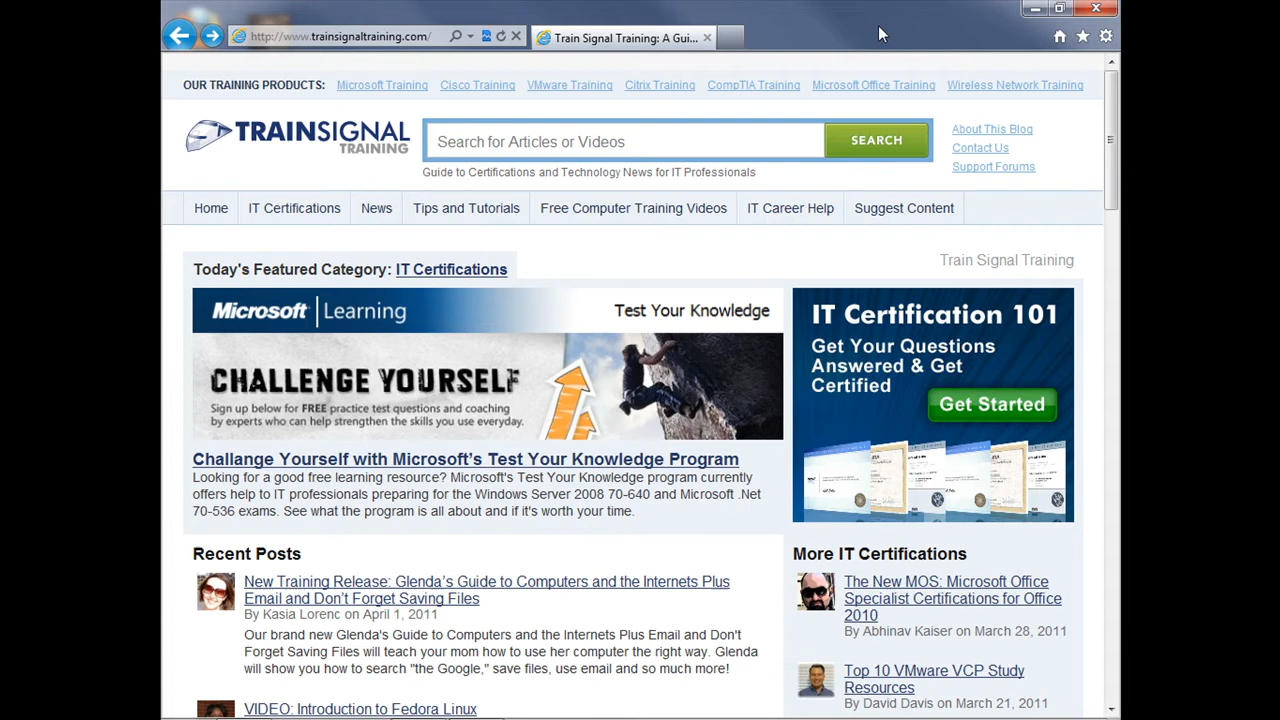 http://www.trainsignaltraining.com/
Train Signal Training: A Gui...
OUR TRAINING PRODUCTS: Microsoft Training Cisco Training VMware Training Citrix Training CompTIA Training Microsoft Office Training Wireless Network Training
TRAINSIGNAL
TRAINING
Search for Articles or Videos
SEARCH
Guide to Certifications and Technology News for IT Professionals
About This Blog
Contact Us
Support Forums
Home IT Certifications News Tips and Tutorials Free Computer Training Videos IT Career Help Suggest Content
Today's Featured Category: IT Certifications
Train Signal Training
Microsoft Learning Test Your Knowledge
CHALLENGE YOURSELF
Sign up below for FREE practice test questions and coaching
by experts who can help strengthen the skills you use everyday.
Challange Yourself with Microsoft's Test Your Knowledge Program
Looking for a good free learning resource? Microsoft's Test Your Knowledge program currently
offers help to IT professionals preparing for the Windows Server 2008 70-640 and Microsoft .Net
70-536 exams. See what the program is all about and if it's worth your time.
IT Certification 101
Get Your Questions
Answered & Get
Certified
Get Started
Recent Posts
New Training Release: Glenda's Guide to Computers and the Internets Plus
Email and Don't Forget Saving Files
By Kasia Lorenc on April 1, 2011
Our brand new Glenda's Guide to Computers and the Internets Plus Email and Don't
Forget Saving Files will teach your mom how to use her computer the right way. Glenda
will show you how to search "the Google," save files, use email and so much more!
VIDEO: Introduction to Fedora Linux
More IT Certifications
The New MOS: Microsoft Office
Specialist Certifications for Office
2010
By Abhinav Kaiser on March 28, 2011
Top 10 VMware VCP Study
Resources
By David Davis on March 21, 2011